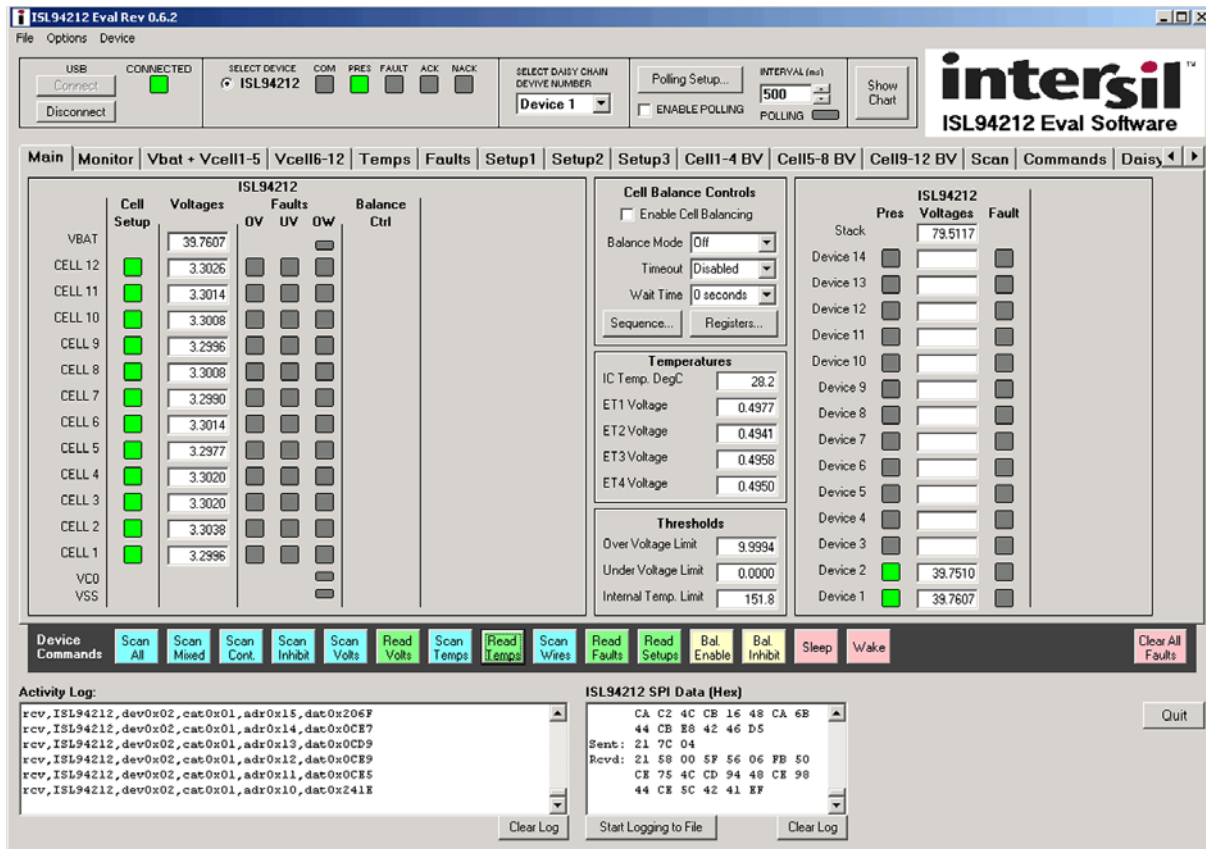 ISL94212 Eval Rev 0.6.2
File Options Device
USB CONNECTED SELECT DEVICE COM PRES FAULT ACK NACK
Connect
ISL94212
Disconnect
SELECT DAISY CHAIN
DEVIVE NUMBER
Device 1
Polling Setup...
ENABLE POLLING
INTERVAL (ms)
500
POLLING
Show
Chart
intersil™
ISL94212 Eval Software
Main Monitor Vbat + Vcell1-5 Vcell6-12 Temps Faults Setup1 Setup2 Setup3 Cell1-4 BV Cell5-8 BV Cell9-12 BV Scan Commands Daisy
ISL94212
Cell Setup Voltages Faults Balance Ctrl
OV UV OW
VBAT 39.7607
CELL 12 3.3026
CELL 11 3.3014
CELL 10 3.3008
CELL 9 3.2996
CELL 8 3.3008
CELL 7 3.2990
CELL 6 3.3014
CELL 5 3.2977
CELL 4 3.3020
CELL 3 3.3020
CELL 2 3.3038
CELL 1 3.2996
VC0
VSS
Cell Balance Controls
Enable Cell Balancing
Balance Mode Off
Timeout Disabled
Wait Time 0 seconds
Sequence... Registers...
Temperatures
IC Temp. DegC 28.2
ET1 Voltage 0.4977
ET2 Voltage 0.4941
ET3 Voltage 0.4958
ET4 Voltage 0.4950
Thresholds
Over Voltage Limit 9.9994
Under Voltage Limit 0.0000
Internal Temp. Limit 151.8
ISL94212
Pres Voltages Fault
Stack 79.5117
Device 14
Device 13
Device 12
Device 11
Device 10
Device 9
Device 8
Device 7
Device 6
Device 5
Device 4
Device 3
Device 2 39.7510
Device 1 39.7607
Device Commands
Scan All
Scan Mixed
Scan Cont.
Scan Inhibit
Scan Volts
Read Volts
Scan Temps
Read Temps
Scan Wires
Read Faults
Read Setups
Bal. Enable
Bal. Inhibit
Sleep
Wake
Clear All Faults
Activity Log:
rcv,ISL94212,dev0x02,cat0x01,adr0x15,dat0x206F
rcv,ISL94212,dev0x02,cat0x01,adr0x14,dat0x0CE7
rcv,ISL94212,dev0x02,cat0x01,adr0x13,dat0x0CD9
rcv,ISL94212,dev0x02,cat0x01,adr0x12,dat0x0CE9
rcv,ISL94212,dev0x02,cat0x01,adr0x11,dat0x0CE5
rcv,ISL94212,dev0x02,cat0x01,adr0x10,dat0x241E
Clear Log
ISL94212 SPI Data (Hex)
CA C2 4C CB 16 48 CA 6B
44 CB E8 42 46 D5
Sent: 21 7C 04
Rcvd: 21 58 00 5F 56 06 FB 50
CE 75 4C CD 94 48 CE 98
44 CE 5C 42 41 EF
Start Logging to File Clear Log
Quit